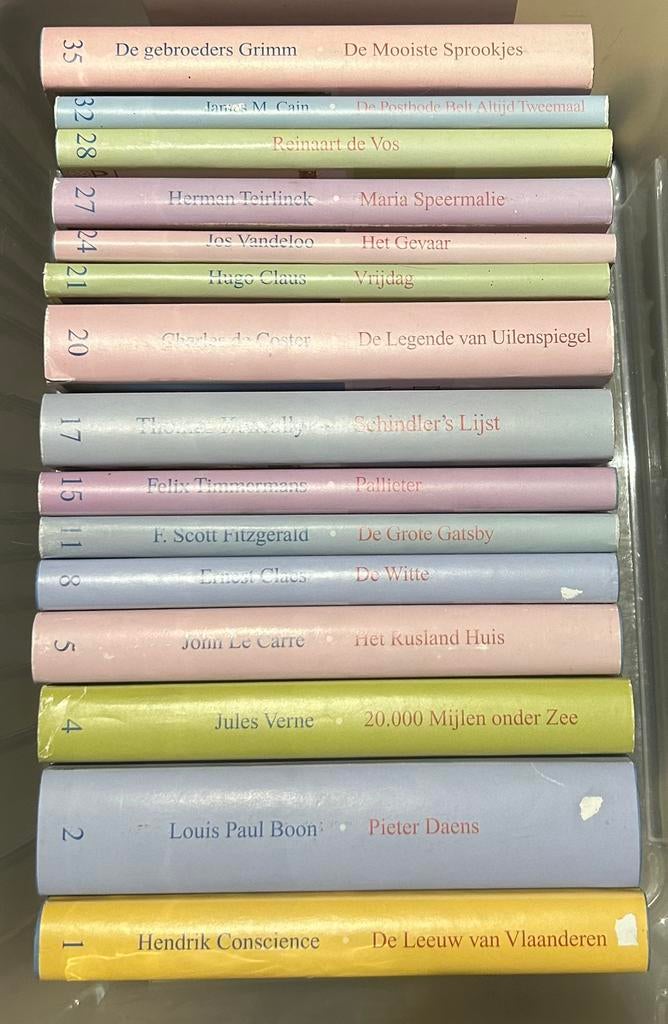 35 De gebroeders Grimm • De Mooiste Sprookjes
32 James M. Cain • De Postbode Belt Altijd Tweemaal
28 Reinaart de Vos
27 Herman Teirlinck • Maria Speermalie
24 Jos Vandeloo • Het Gevaar
21 Hugo Claus • Vrijdag
20 Charles de Coster • De Legende van Uilenspiegel
17 Thomas Keneally • Schindler's Lijst
15 Felix Timmermans • Pallieter
11 F. Scott Fitzgerald • De Grote Gatsby
8 Ernest Claes • De Witte
5 John Le Carré • Het Rusland Huis
4 Jules Verne • 20.000 Mijlen onder Zee
2 Louis Paul Boon • Pieter Daens
1 Hendrik Conscience • De Leeuw van Vlaanderen